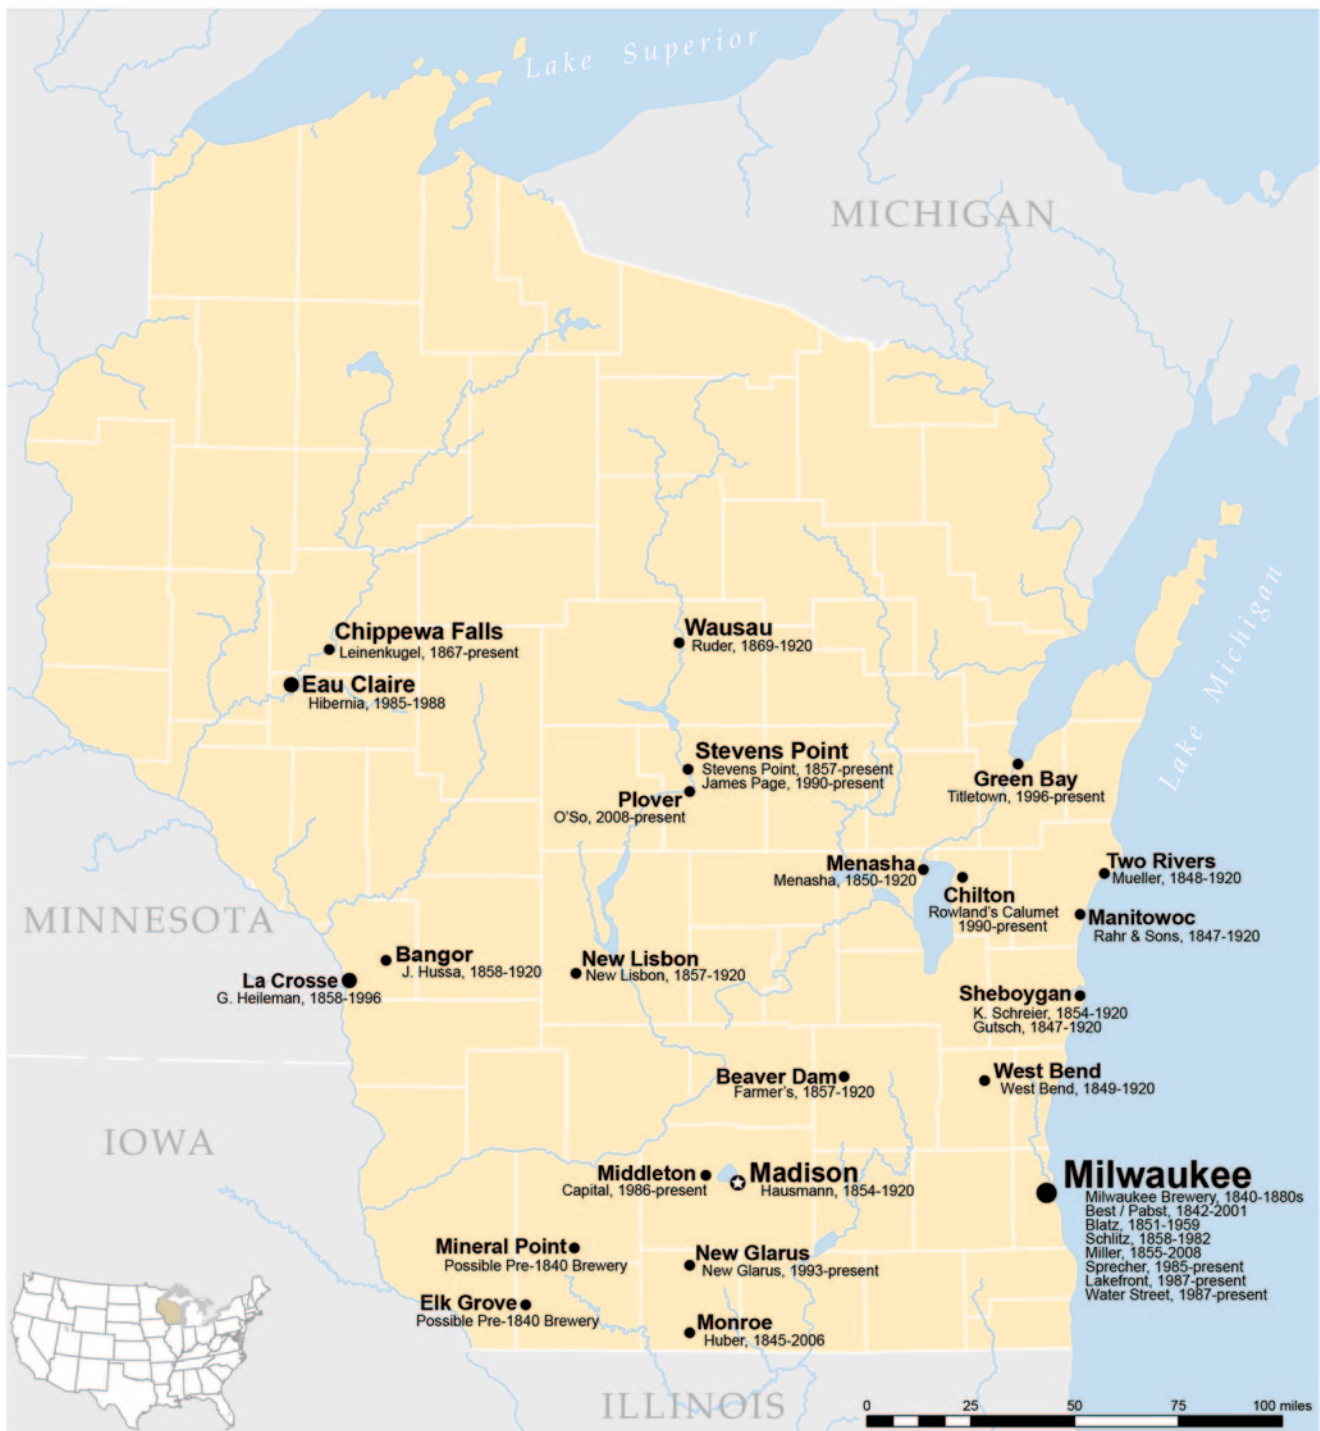 Lake Superior
MICHIGAN
Lake Michigan
Chippewa Falls
Leinenkugel, 1867-present
Wausau
Ruder, 1869-1920
Eau Claire
Hibernia, 1985-1988
Stevens Point
Stevens Point, 1857-present
James Page, 1990-present
Plover
O'So, 2008-present
Green Bay
Titletown, 1996-present
Menasha
Menasha, 1850-1920
Two Rivers
Mueller, 1848-1920
Chilton
Rowland's Calumet
1990-present
MINNESOTA
Manitowoc
Rahr & Sons, 1847-1920
Bangor
J. Hussa, 1858-1920
New Lisbon
New Lisbon, 1857-1920
La Crosse
G. Heileman, 1858-1996
Sheboygan
K. Schreier, 1854-1920
Gutsch, 1847-1920
Beaver Dam
Farmer's, 1857-1920
West Bend
West Bend, 1849-1920
IOWA
Middleton
Capital, 1986-present
Madison
Hausmann, 1854-1920
Milwaukee
Milwaukee Brewery, 1840-1880s
Best / Pabst, 1842-2001
Blatz, 1851-1959
Schlitz, 1858-1982
Miller, 1855-2008
Sprecher, 1985-present
Lakefront, 1987-present
Water Street, 1987-present
Mineral Point
Possible Pre-1840 Brewery
New Glarus
New Glarus, 1993-present
Elk Grove
Possible Pre-1840 Brewery
Monroe
Huber, 1845-2006
ILLINOIS
0 25 50 75 100 miles